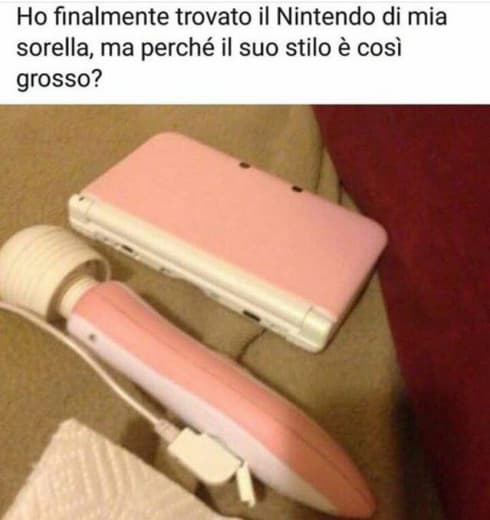 Ho finalmente trovato il Nintendo di mia
sorella, ma perché il suo stilo è così
grosso?